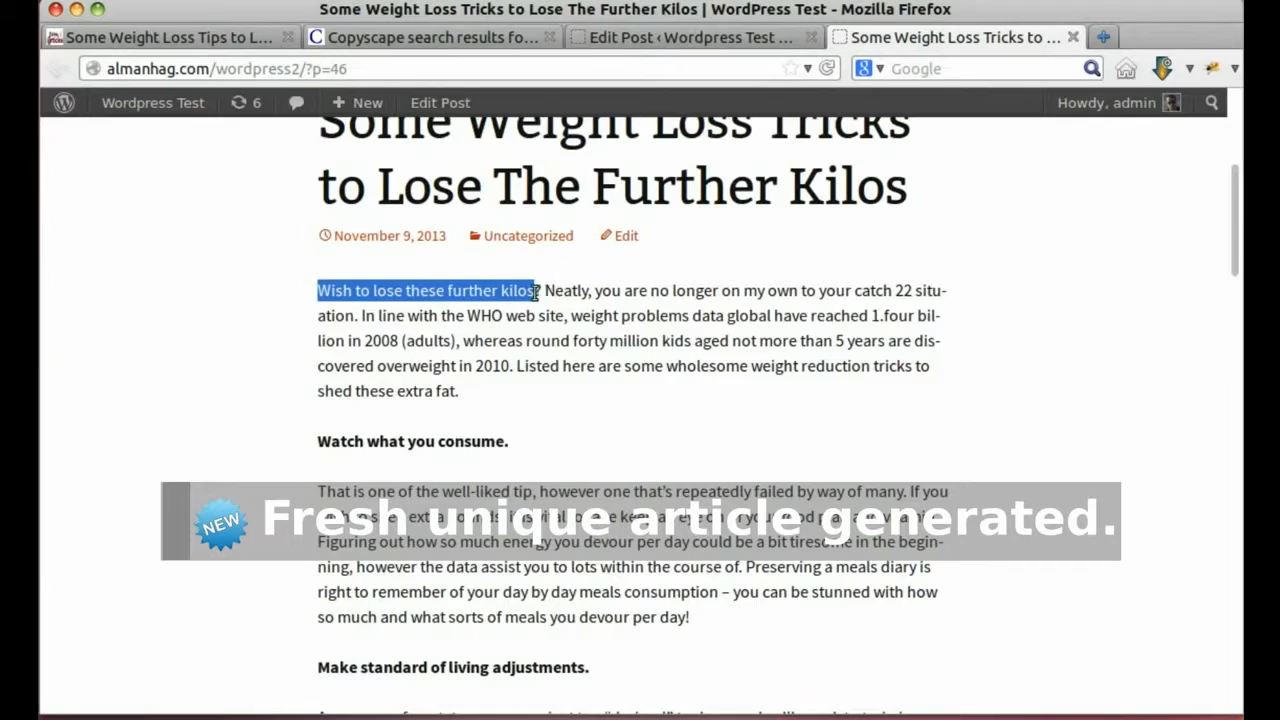 Some Weight Loss Tricks to Lose The Further Kilos | WordPress Test - Mozilla Firefox
Some Weight Loss Tips to L...
Copyscape search results fo...
Edit Post ‹ Wordpress Test ...
Some Weight Loss Tricks to ...
almanhag.com/wordpress2/?p=46
Google
Wordpress Test
6
New
Edit Post
Howdy, admin
Some Weight Loss Tricks
to Lose The Further Kilos
November 9, 2013
Uncategorized
Edit
Wish to lose these further kilos? Neatly, you are no longer on my own to your catch 22 situ-
ation. In line with the WHO web site, weight problems data global have reached 1.four bil-
lion in 2008 (adults), whereas round forty million kids aged not more than 5 years are dis-
covered overweight in 2010. Listed here are some wholesome weight reduction tricks to
shed these extra fat.
Watch what you consume.
That is one of the well-liked tip, however one that's repeatedly failed by way of many. If you
NEW Fresh unique article generated.
Figuring out how so much energy you devour per day could be a bit tiresome in the begin-
ning, however the data assist you to lots within the course of. Preserving a meals diary is
right to remember of your day by day meals consumption – you can be stunned with how
so much and what sorts of meals you devour per day!
Make standard of living adjustments.